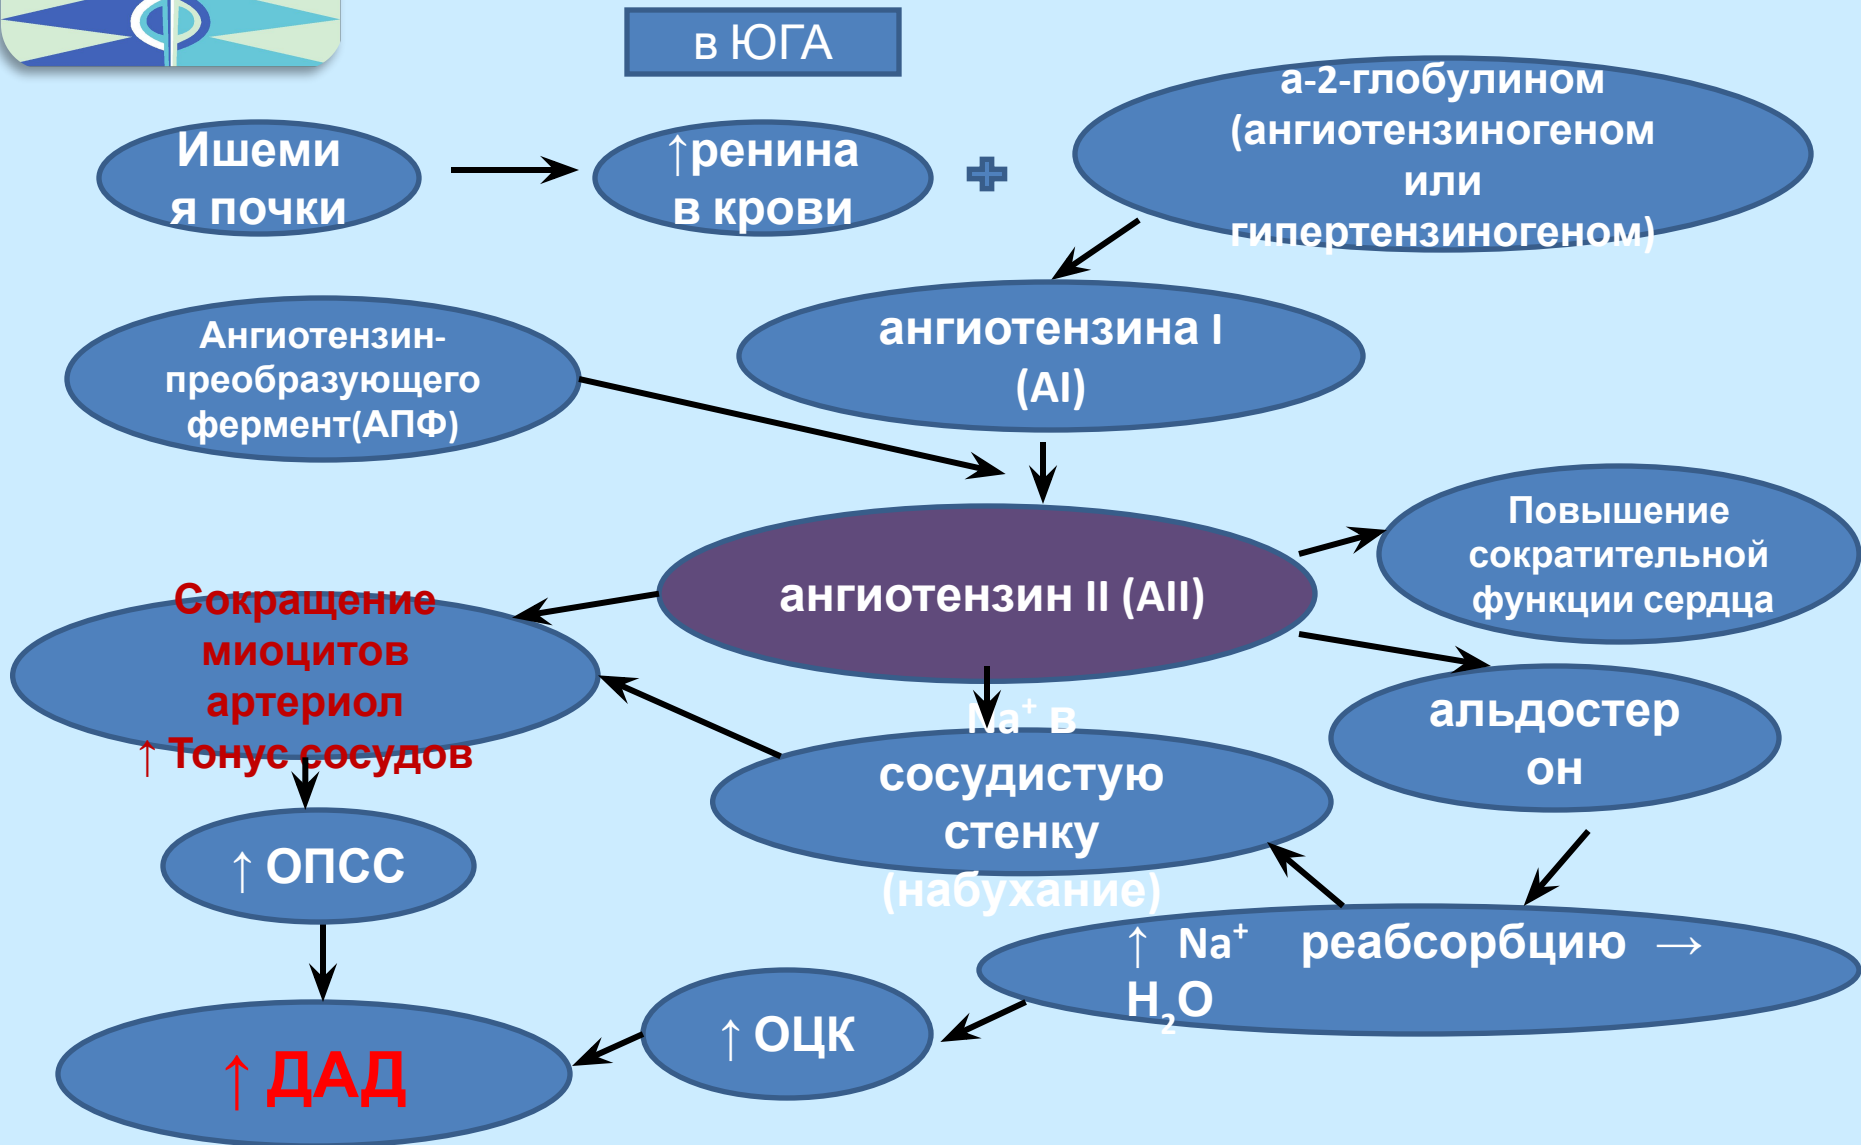 в ЮГА
Ишеми
я почки
↑ренина
в крови
а-2-глобулином
(ангиотензиногеном
или
гипертензиногеном)
Ангиотензин-
преобразующего
фермент(АПФ)
ангиотензина I
(АI)
Повышение
сократительной
функции сердца
ангиотензин II (АII)
Сокращение
миоцитов
артериол
↑ Тонус сосудов
Na⁺ в
сосудистую
стенку
(набухание)
альдостер
он
↑ ОПСС
↑ Na⁺ реабсорбцию →
H₂O
↑ ОЦК
↑ ДАД